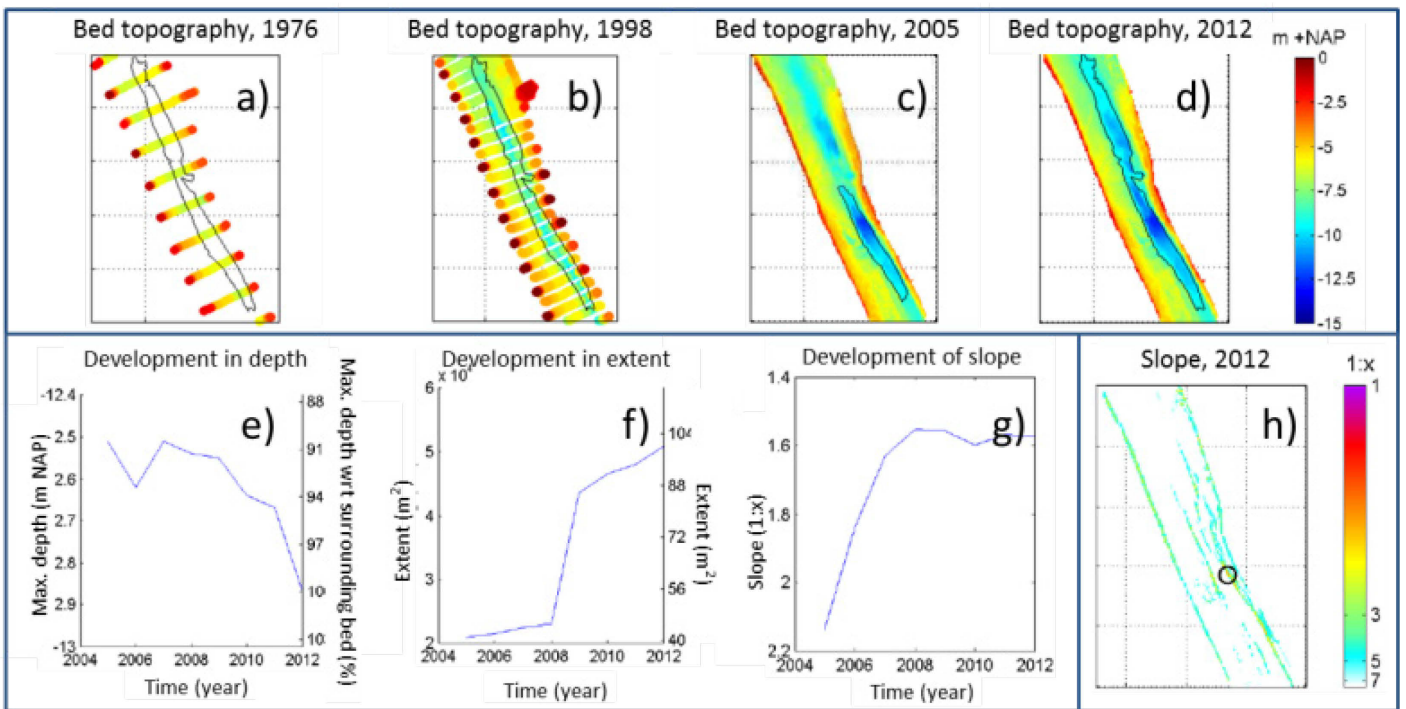 Bed topography, 1976
Bed topography, 1998
Bed topography, 2005
Bed topography, 2012
m +NAP
a)
b)
c)
d)
0
-2.5
-5
-7.5
-10
-12.5
-15
Development in depth
e)
Max. depth (m NAP)
-12.4
2.5
2.6
2.7
2.8
2.9
-13
Max. depth wrt surrounding bed (%)
88
91
94
97
10
10
2004 2006 2008 2010 2012
Time (year)
Development in extent
f)
Extent (m²)
6
5
4
3
2
Extent (m²)
104
88
72
56
40
2004 2006 2008 2010 2012
Time (year)
Development of slope
g)
Slope (1:x)
1.4
1.6
1.8
2
2.2
2004 2006 2008 2010 2012
Time (year)
Slope, 2012
h)
1:x
1
3
5
7